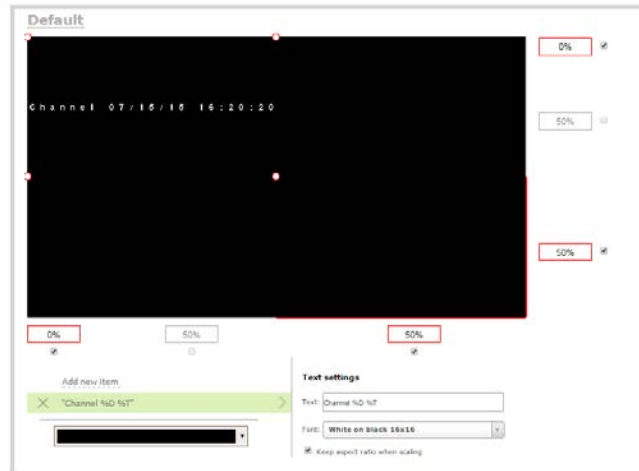 Default
0%
Channel 07/15/15 16:20:20
50%
50%
0%
50%
50%
Add new item
"Channel %D %T"
Text settings
Text: Channel %D %T
Font: White on black 16x16
Keep aspect ratio when scaling